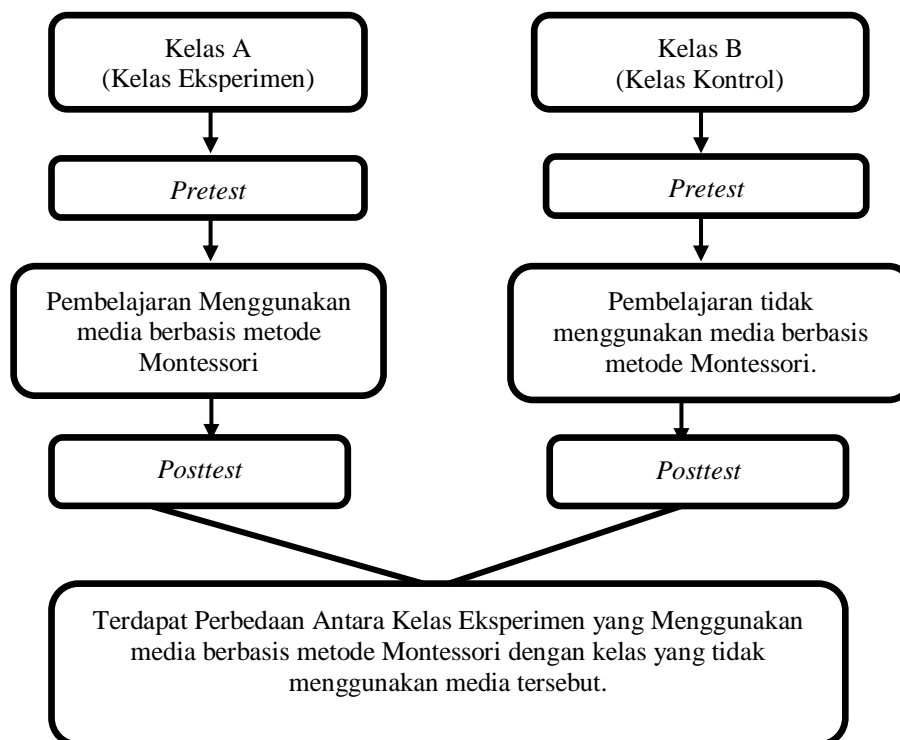 Kelas A
(Kelas Eksperimen)
Kelas B
(Kelas Kontrol)
Pretest
Pretest
Pembelajaran Menggunakan
media berbasis metode
Montessori
Pembelajaran tidak
menggunakan media berbasis
metode Montessori.
Posttest
Posttest
Terdapat Perbedaan Antara Kelas Eksperimen yang Menggunakan
media berbasis metode Montessori dengan kelas yang tidak
menggunakan media tersebut.